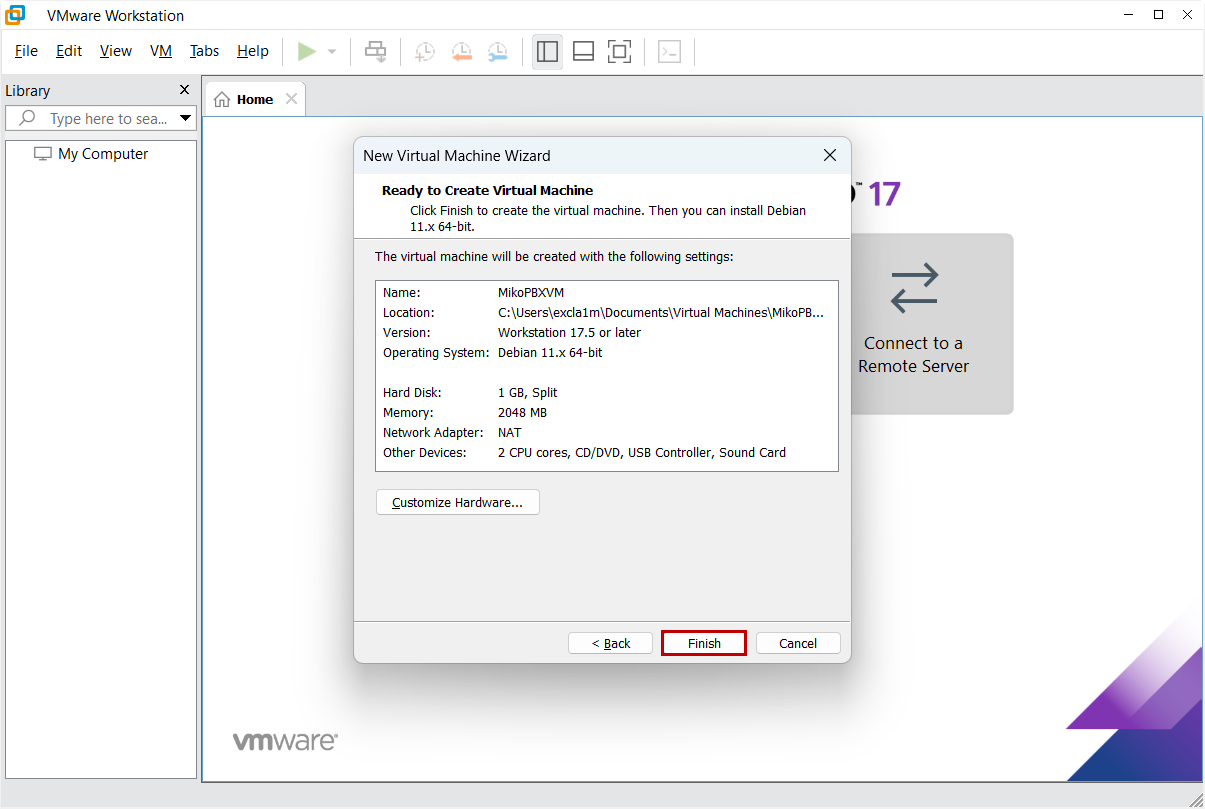 VMware Workstation
File Edit View VM Tabs Help
Library
Type here to sea...
My Computer
Home
™ 17
New Virtual Machine Wizard
Ready to Create Virtual Machine
Click Finish to create the virtual machine. Then you can install Debian
11.x 64-bit.
The virtual machine will be created with the following settings:
Name: MikoPBXVM
Location: C:\Users\excla1m\Documents\Virtual Machines\MikoPB...
Version: Workstation 17.5 or later
Operating System: Debian 11.x 64-bit
Hard Disk: 1 GB, Split
Memory: 2048 MB
Network Adapter: NAT
Other Devices: 2 CPU cores, CD/DVD, USB Controller, Sound Card
Customize Hardware...
< Back Finish Cancel
Connect to a
Remote Server
vmware®